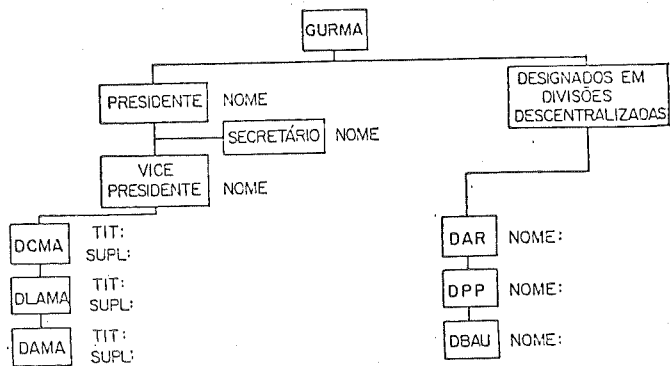 GURMA
PRESIDENTE NOME
SECRETÁRIO NOME
VICE
PRESIDENTE NOME
DCMA TIT:
SUPL:
DLAMA TIT:
SUPL:
DAMA TIT:
SUPL:
DESIGNADOS EM
DIVISÕES
DESCENTRALIZADAS
DAR NOME:
DPP NOME:
DBAU NOME: